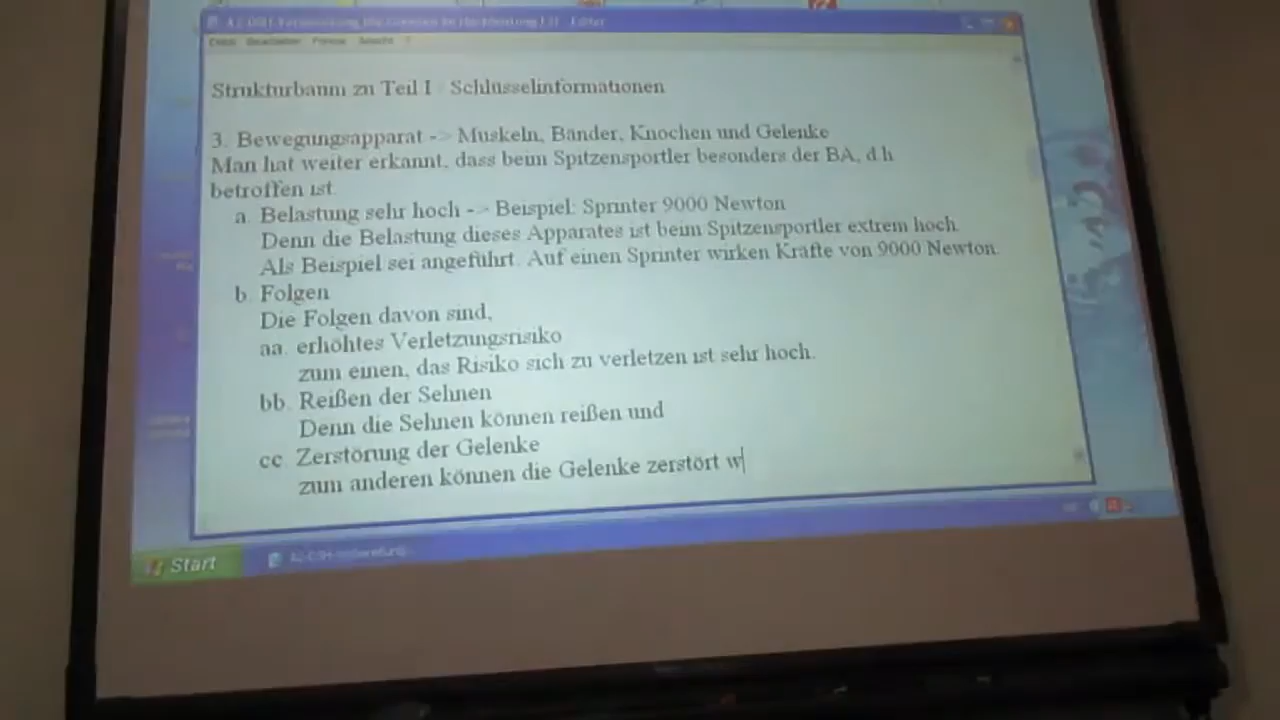 Strukturbaum zu Teil I - Schlüsselinformationen
3. Bewegungsapparat -> Muskeln, Bänder, Knochen und Gelenke
Man hat weiter erkannt, dass beim Spitzensportler besonders der BA, d.h.
betroffen ist.
a. Belastung sehr hoch -> Beispiel: Sprinter 9000 Newton
Denn die Belastung dieses Apparates ist beim Spitzensportler extrem hoch.
Als Beispiel sei angeführt: Auf einen Sprinter wirken Kräfte von 9000 Newton.
b. Folgen
Die Folgen davon sind,
aa. erhöhtes Verletzungsrisiko
zum einen, das Risiko sich zu verletzen ist sehr hoch.
bb. Reißen der Sehnen
Denn die Sehnen können reißen und
cc. Zerstörung der Gelenke
zum anderen können die Gelenke zerstört w
Start